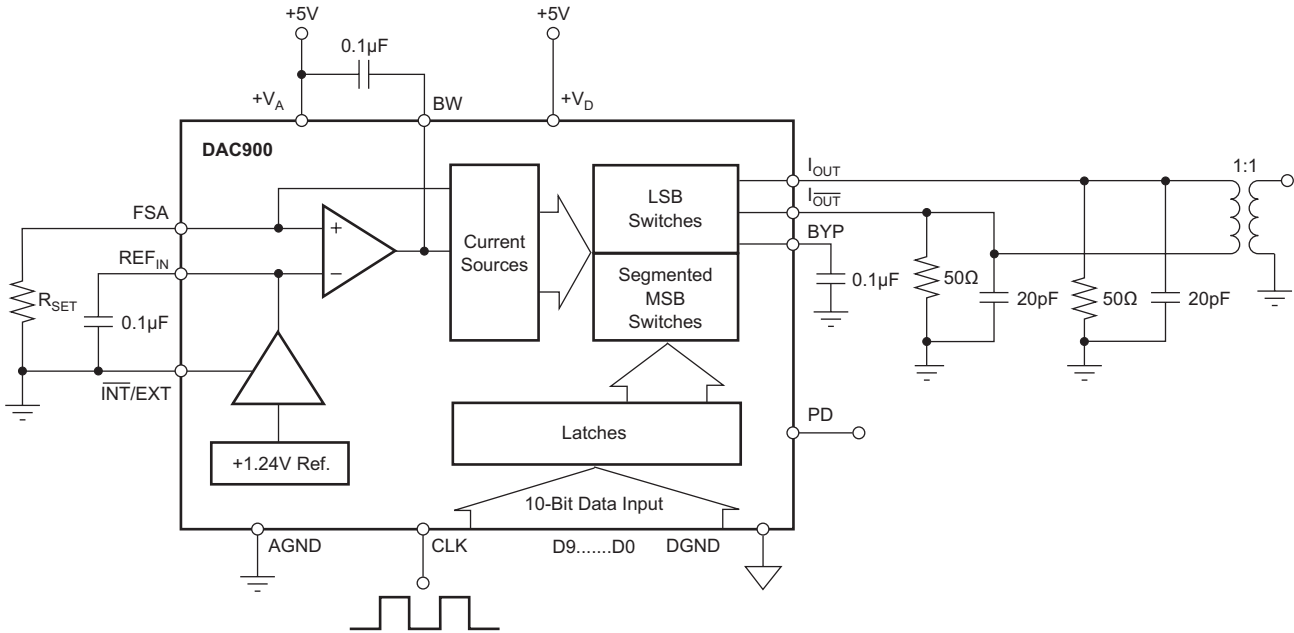 +5V
+5V
0.1µF
+VA
BW
+VD
DAC900
FSA
REFIN
RSET
0.1µF
INT/EXT
+
–
Current
Sources
LSB
Switches
Segmented
MSB
Switches
+1.24V Ref.
Latches
10-Bit Data Input
IOUT
IOUT
BYP
0.1µF
50Ω
20pF
50Ω
20pF
1:1
PD
AGND
CLK
D9.......D0
DGND